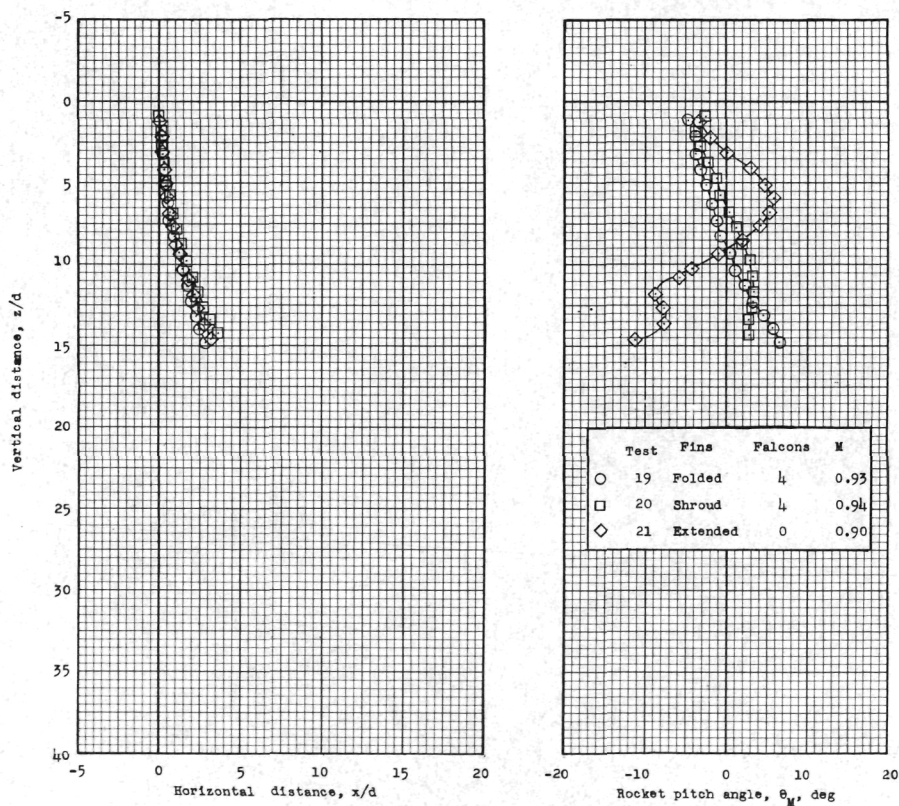 -5
0
5
10
15
20
25
30
35
40
Vertical distance, z/d
-5 0 5 10 15 20
Horizontal distance, x/d
-20 -10 0 10 20
Rocket pitch angle, θM, deg
Test Fins Falcons M
19 Folded 4 0.93
20 Shroud 4 0.94
21 Extended 0 0.90